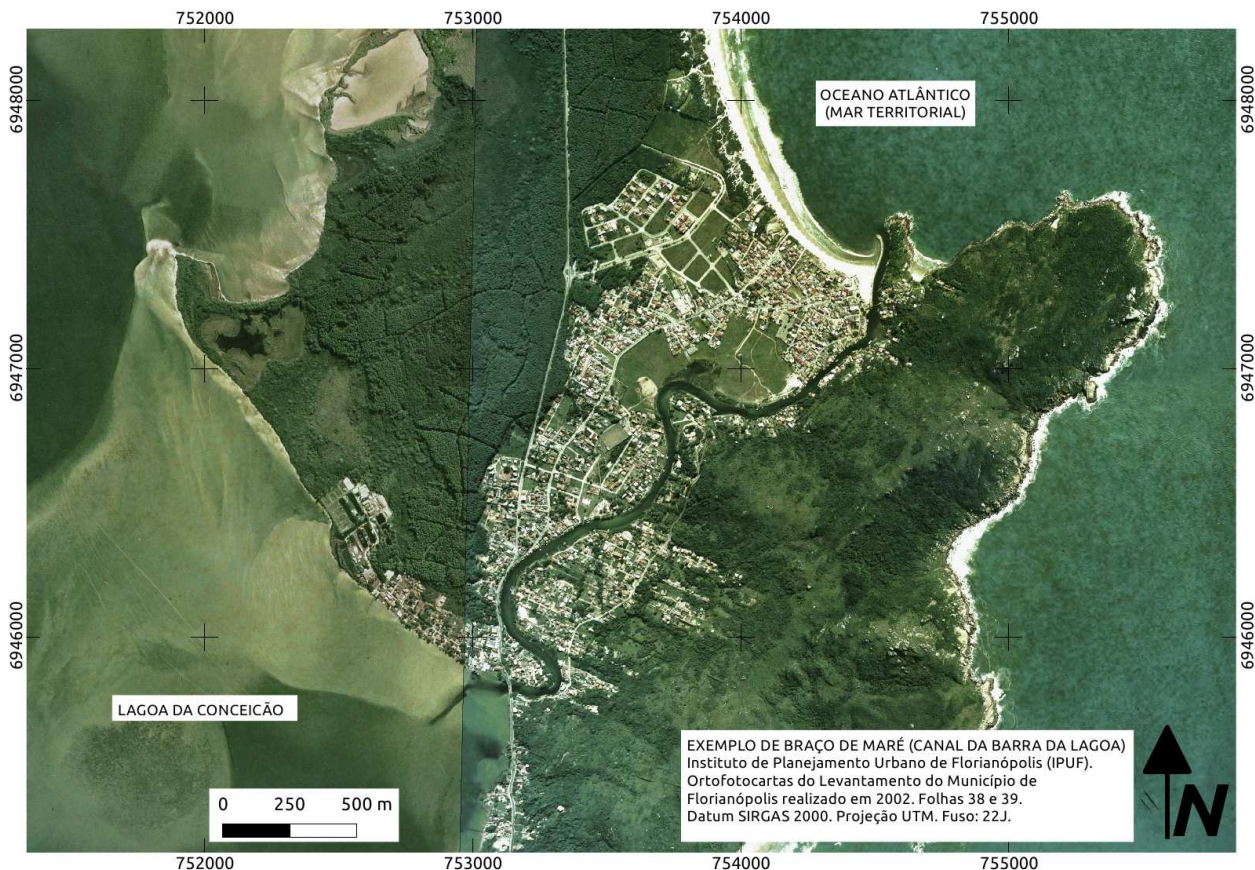 752000 753000 754000 755000
6948000 6948000
OCEANO ATLÂNTICO
(MAR TERRITORIAL)
6947000 6947000
6946000 6946000
LAGOA DA CONCEICÃO
EXEMPLO DE BRAÇO DE MARÉ (CANAL DA BARRA DA LAGOA)
Instituto de Planejamento Urbano de Florianópolis (IPUF).
Ortofotocartas do Levantamento do Município de
Florianópolis realizado em 2002. Folhas 38 e 39.
Datum SIRGAS 2000. Projeção UTM. Fuso: 22J.
0 250 500 m
N
752000 753000 754000 755000